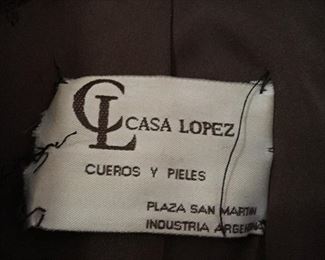 CL CASA LOPEZ
CUEROS Y PIELES
PLAZA SAN MARTIN
INDUSTRIA ARGENTINA